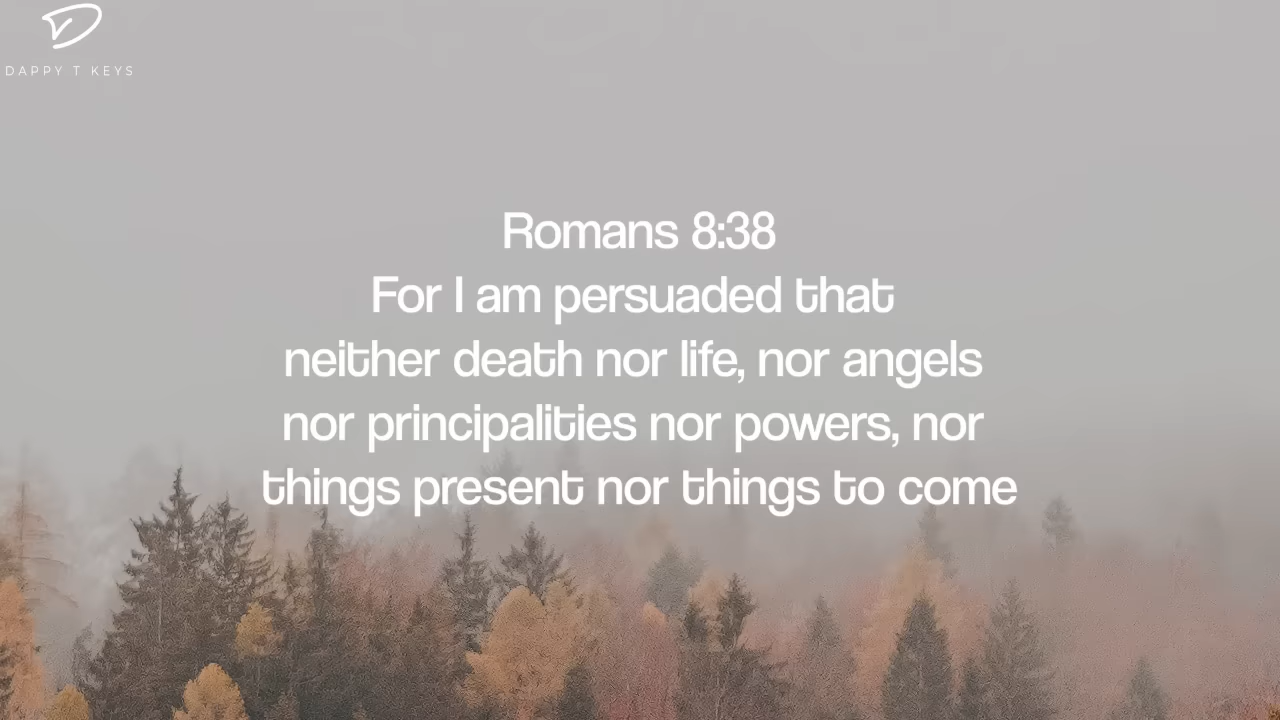 DAPPY T KEYS
Romans 8:38
For I am persuaded that
neither death nor life, nor angels
nor principalities nor powers, nor
things present nor things to come